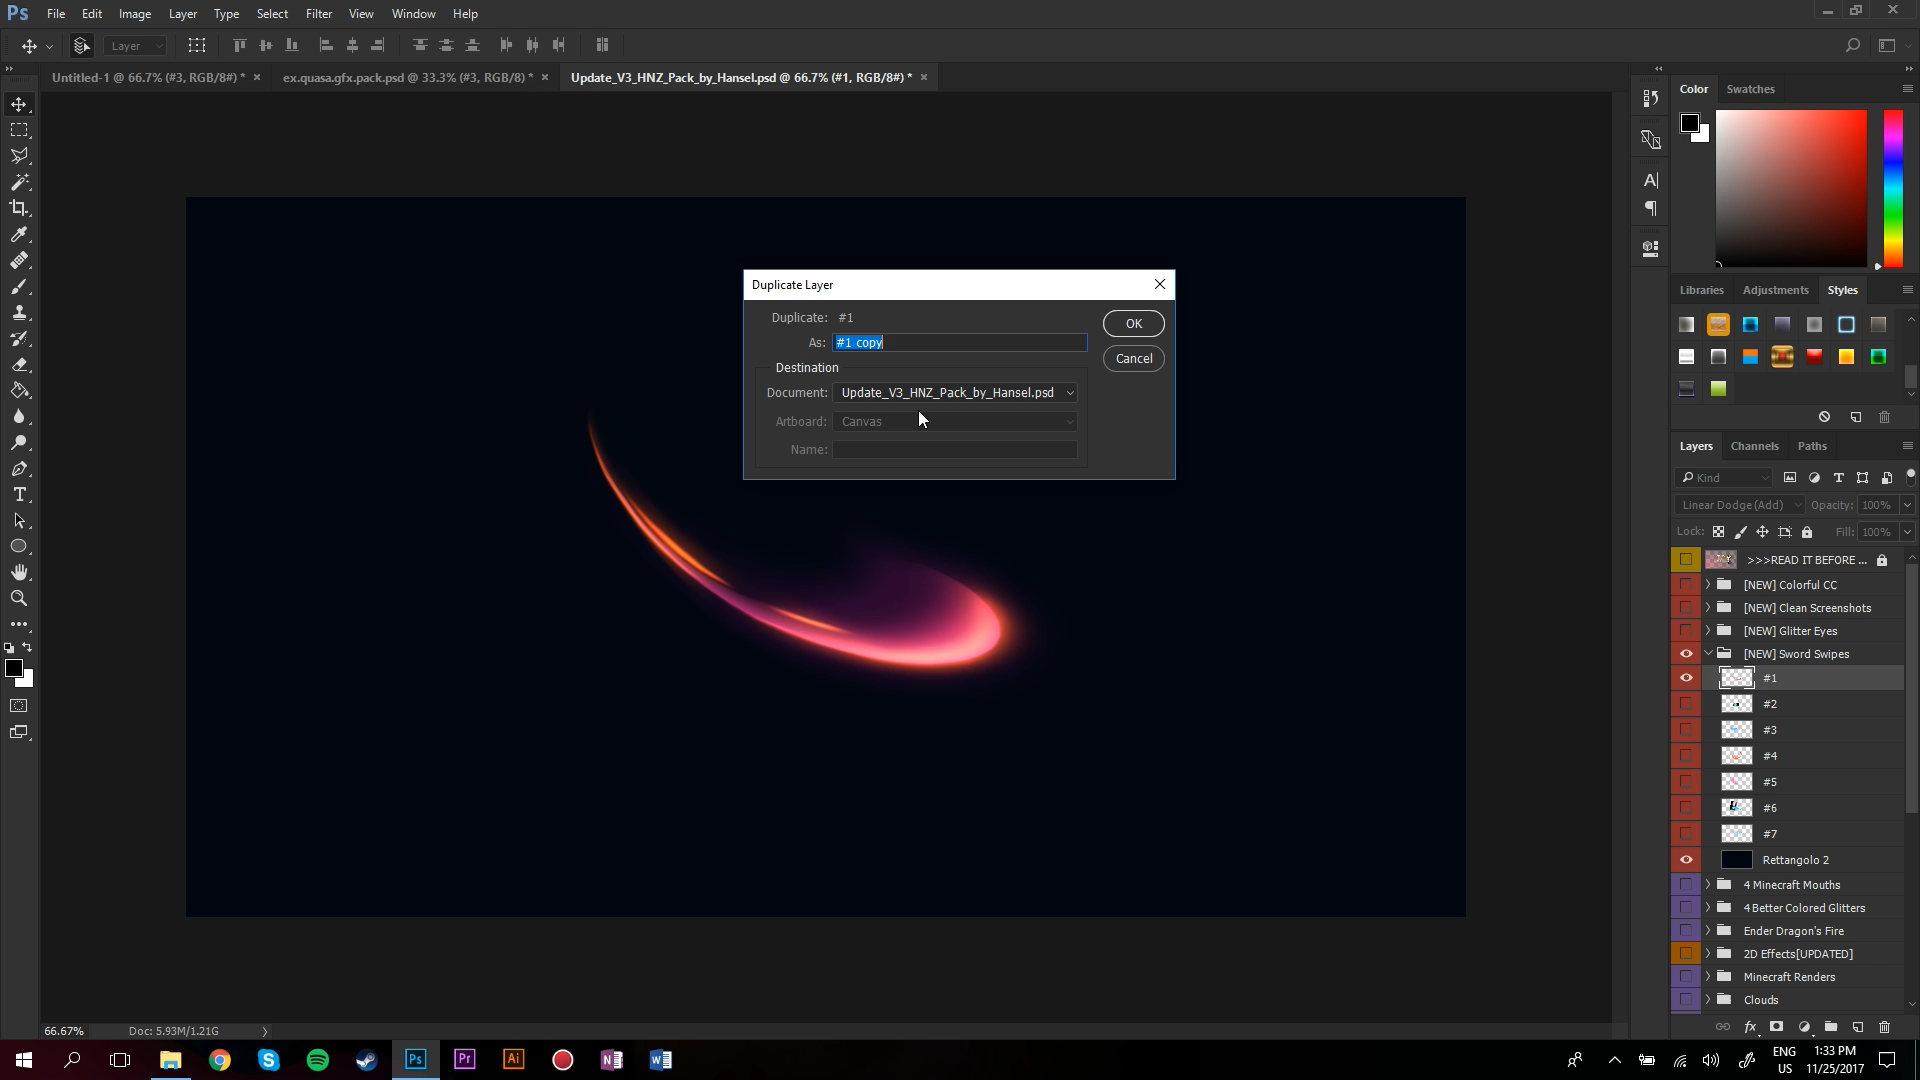 Ps File Edit Image Layer Type Select Filter View Window Help
Layer
Untitled-1 @ 66.7% (#3, RGB/8#) * ex.quasa.gfx.pack.psd @ 33.3% (#3, RGB/8) * Update_V3_HNZ_Pack_by_Hansel.psd @ 66.7% (#1, RGB/8#) *
Color Swatches
Duplicate Layer
Duplicate: #1
OK
As: #1 copy
Cancel
Destination
Document: Update_V3_HNZ_Pack_by_Hansel.psd
Artboard: Canvas
Name:
Libraries Adjustments Styles
Layers Channels Paths
Kind
Linear Dodge (Add) Opacity: 100%
Lock: Fill: 100%
>>>READ IT BEFORE ...
[NEW] Colorful CC
[NEW] Clean Screenshots
[NEW] Glitter Eyes
[NEW] Sword Swipes
#1
#2
#3
#4
#5
#6
#7
Rettangolo 2
4 Minecraft Mouths
4 Better Colored Glitters
Ender Dragon's Fire
2D Effects[UPDATED]
Minecraft Renders
Clouds
66.67% Doc: 5.93M/1.21G
fx
Ps Pr Ai N W
ENG
US
1:33 PM
11/25/2017